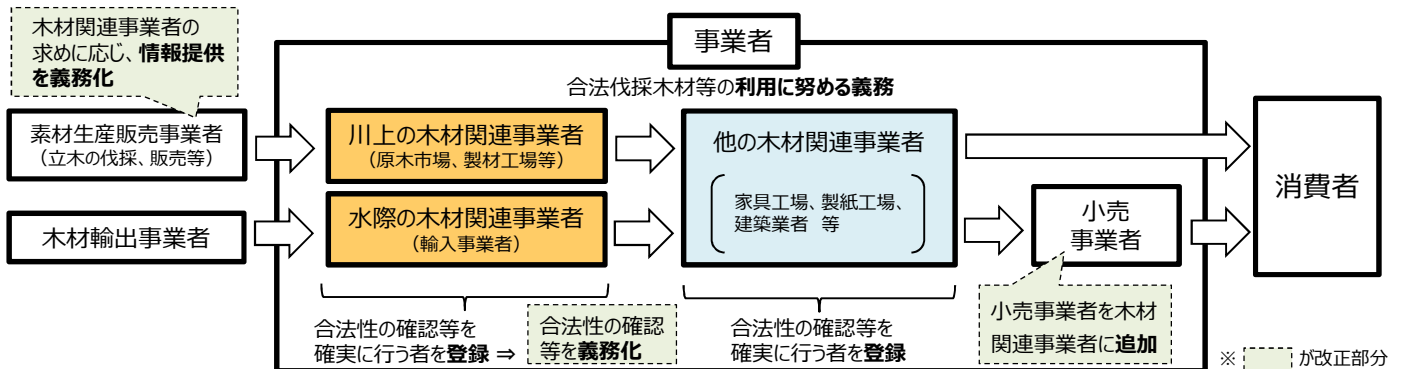 木材関連事業者の
求めに応じ、情報提供
を義務化
事業者
合法伐採木材等の利用に努める義務
素材生産販売事業者
（立木の伐採、販売等）
川上の木材関連事業者
（原木市場、製材工場等）
他の木材関連事業者
家具工場、製紙工場、
建築業者 等
消費者
木材輸出事業者
水際の木材関連事業者
（輸入事業者）
小売
事業者
合法性の確認等を
確実に行う者を登録 ⇒
合法性の確認
等を義務化
合法性の確認等を
確実に行う者を登録
小売事業者を木材
関連事業者に追加
※ が改正部分